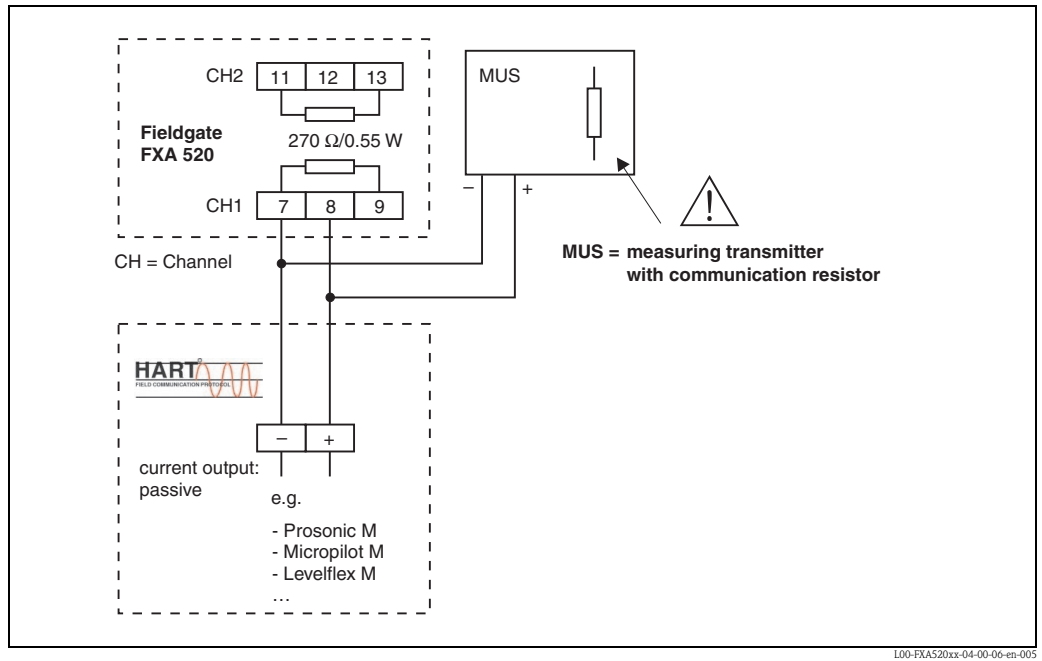 CH2 11 12 13
MUS
Fieldgate
FXA 520
270 Ω/0.55 W
CH1 7 8 9
– +
CH = Channel
MUS = measuring transmitter
with communication resistor
HART
FIELD COMMUNICATION PROTOCOL
– +
current output:
passive
e.g.
- Prosonic M
- Micropilot M
- Levelflex M
...
L00-FXA520xx-04-00-06-en-005